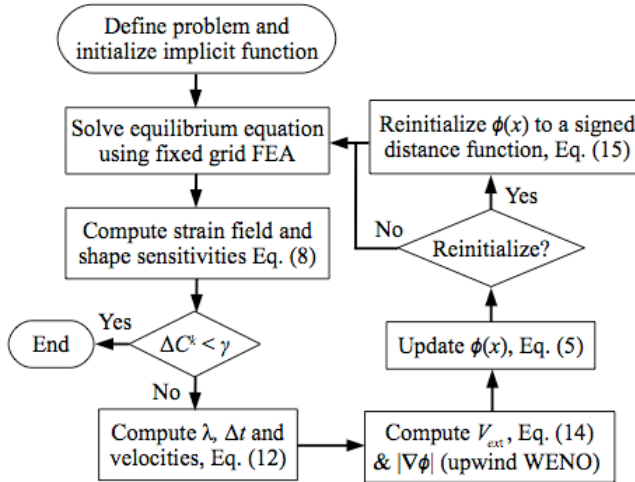 Define problem and
initialize implicit function
Solve equilibrium equation
using fixed grid FEA
Compute strain field and
shape sensitivities Eq. (8)
Yes
End
ΔCᵏ < γ
No
Compute λ, Δt and
velocities, Eq. (12)
Compute V_ext, Eq. (14)
& |∇ϕ| (upwind WENO)
Update ϕ(x), Eq. (5)
Reinitialize?
No
Yes
Reinitialize ϕ(x) to a signed
distance function, Eq. (15)